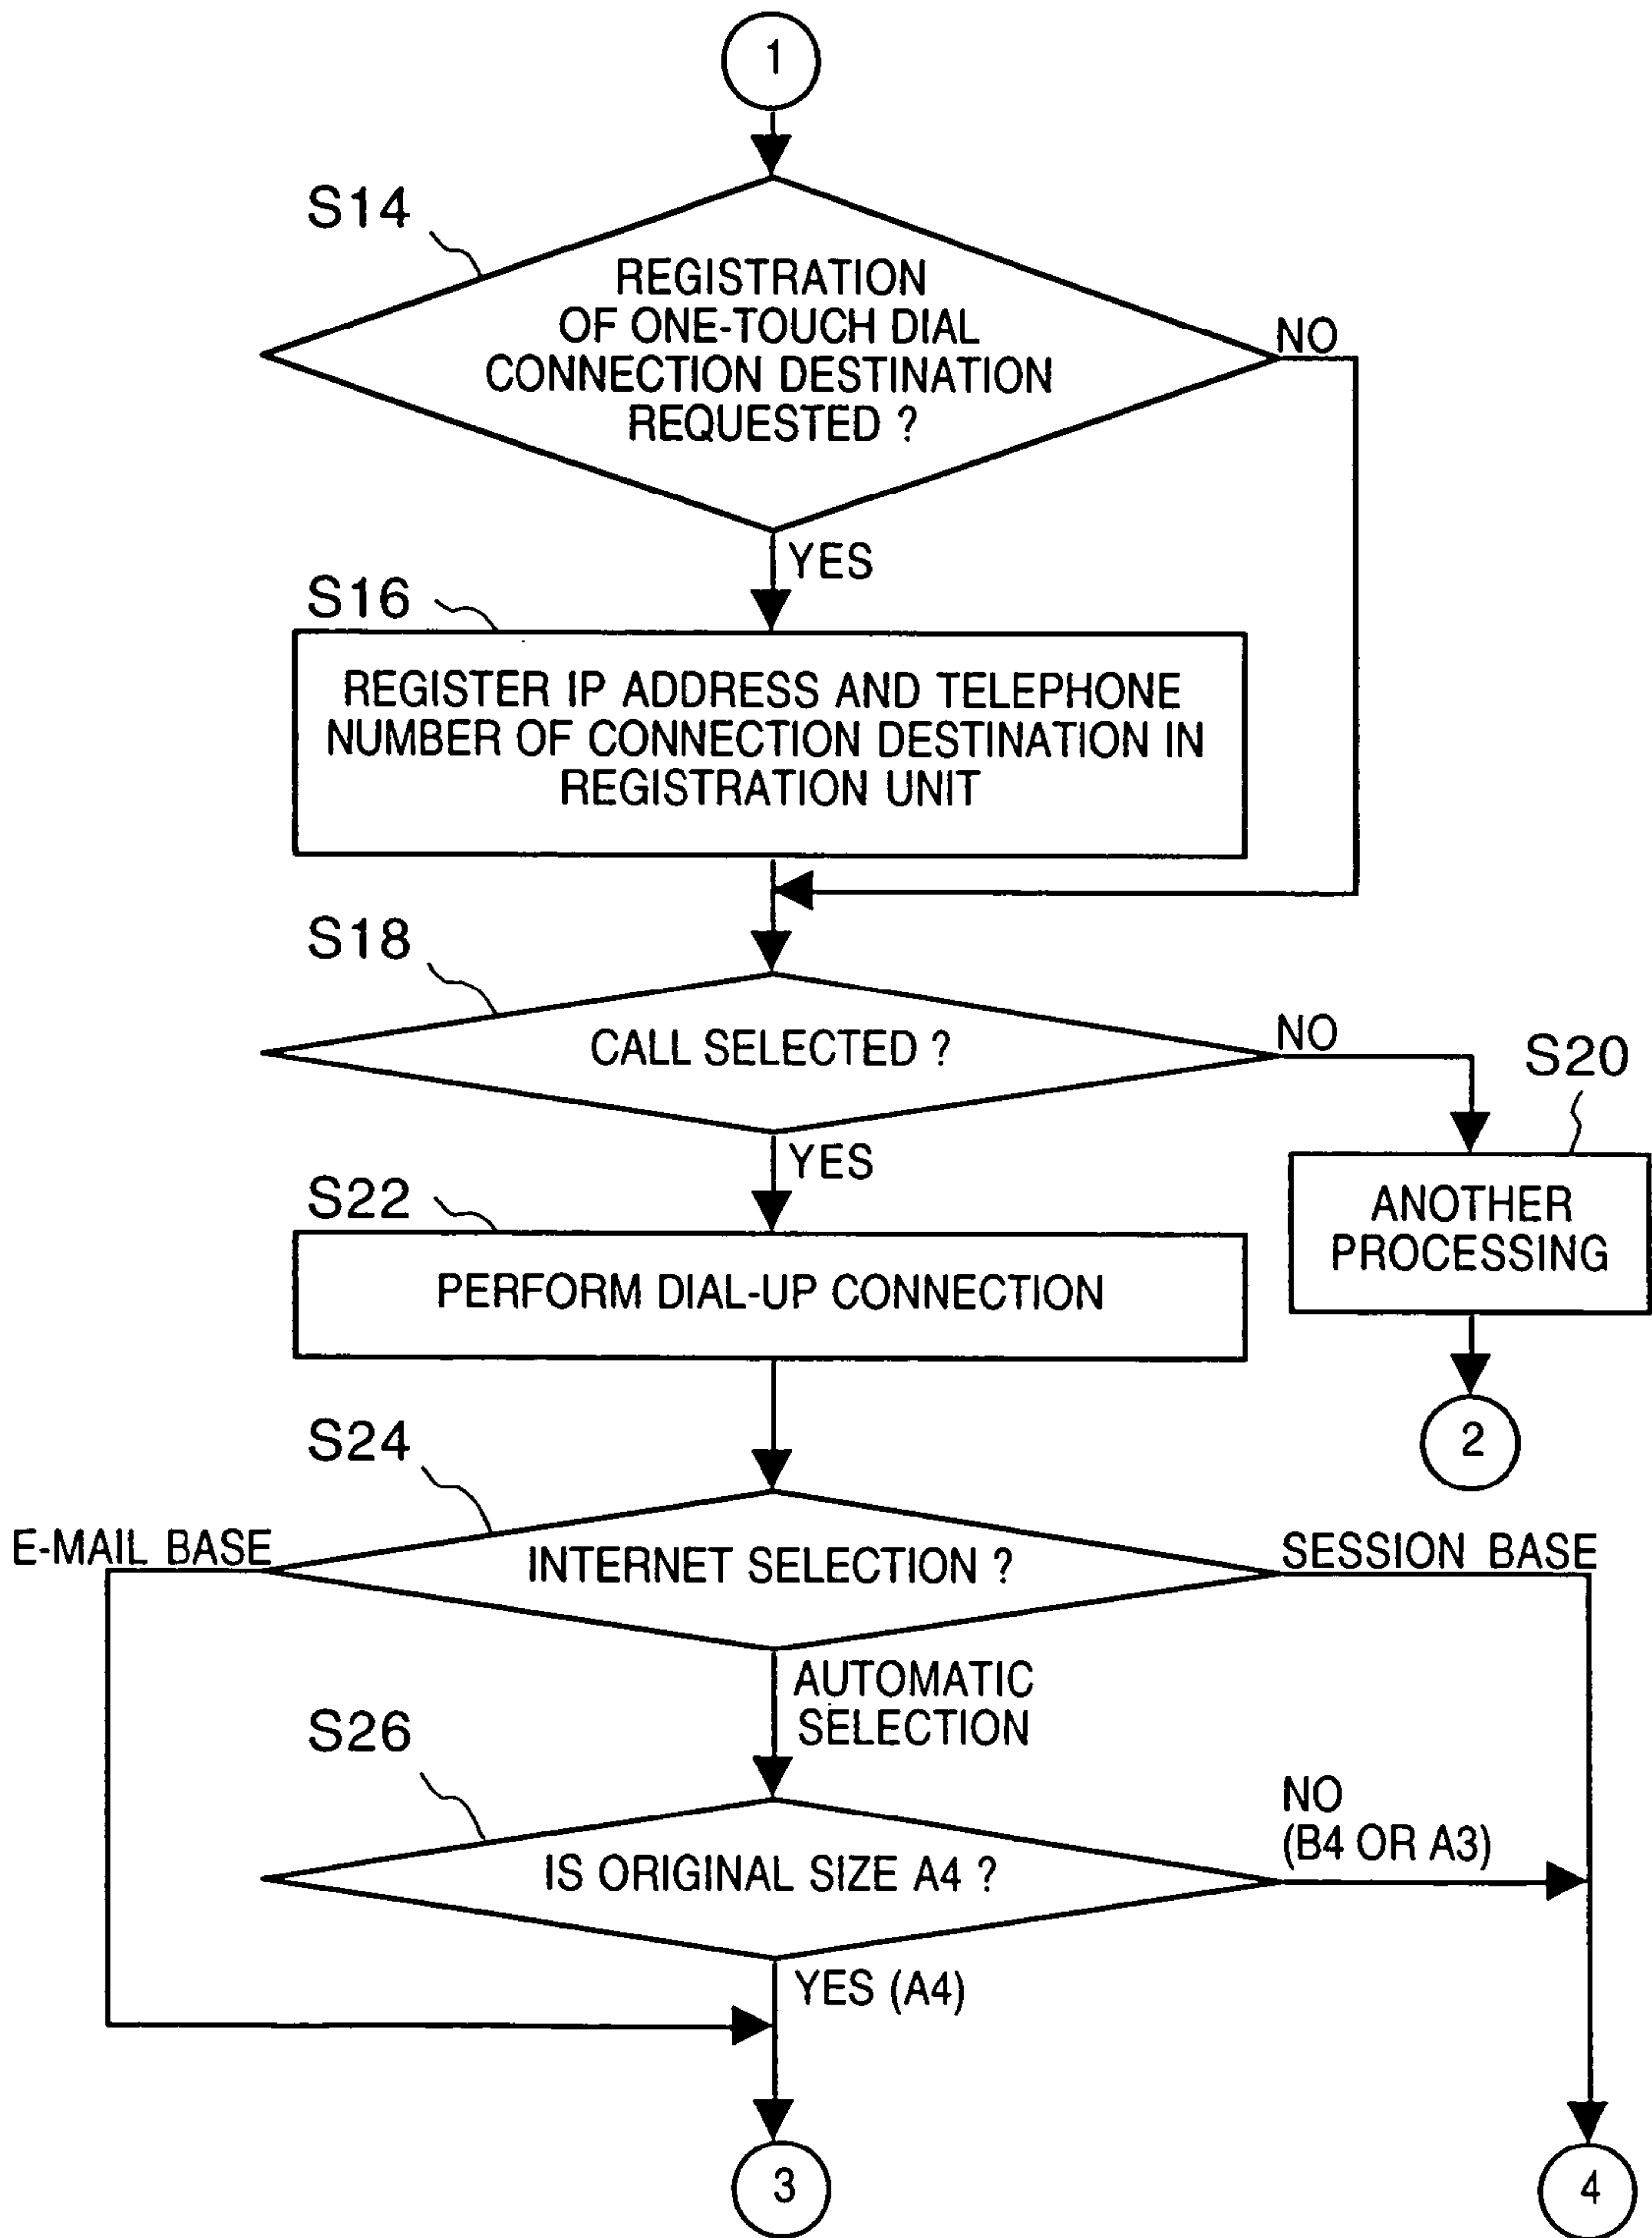 1
S14
REGISTRATION
OF ONE-TOUCH DIAL
CONNECTION DESTINATION
REQUESTED ?
NO
YES
S16
REGISTER IP ADDRESS AND TELEPHONE
NUMBER OF CONNECTION DESTINATION IN
REGISTRATION UNIT
S18
CALL SELECTED ?
NO
S20
YES
ANOTHER
PROCESSING
S22
PERFORM DIAL-UP CONNECTION
2
S24
E-MAIL BASE
INTERNET SELECTION ?
SESSION BASE
AUTOMATIC
SELECTION
S26
NO
(B4 OR A3)
IS ORIGINAL SIZE A4 ?
YES (A4)
3
4